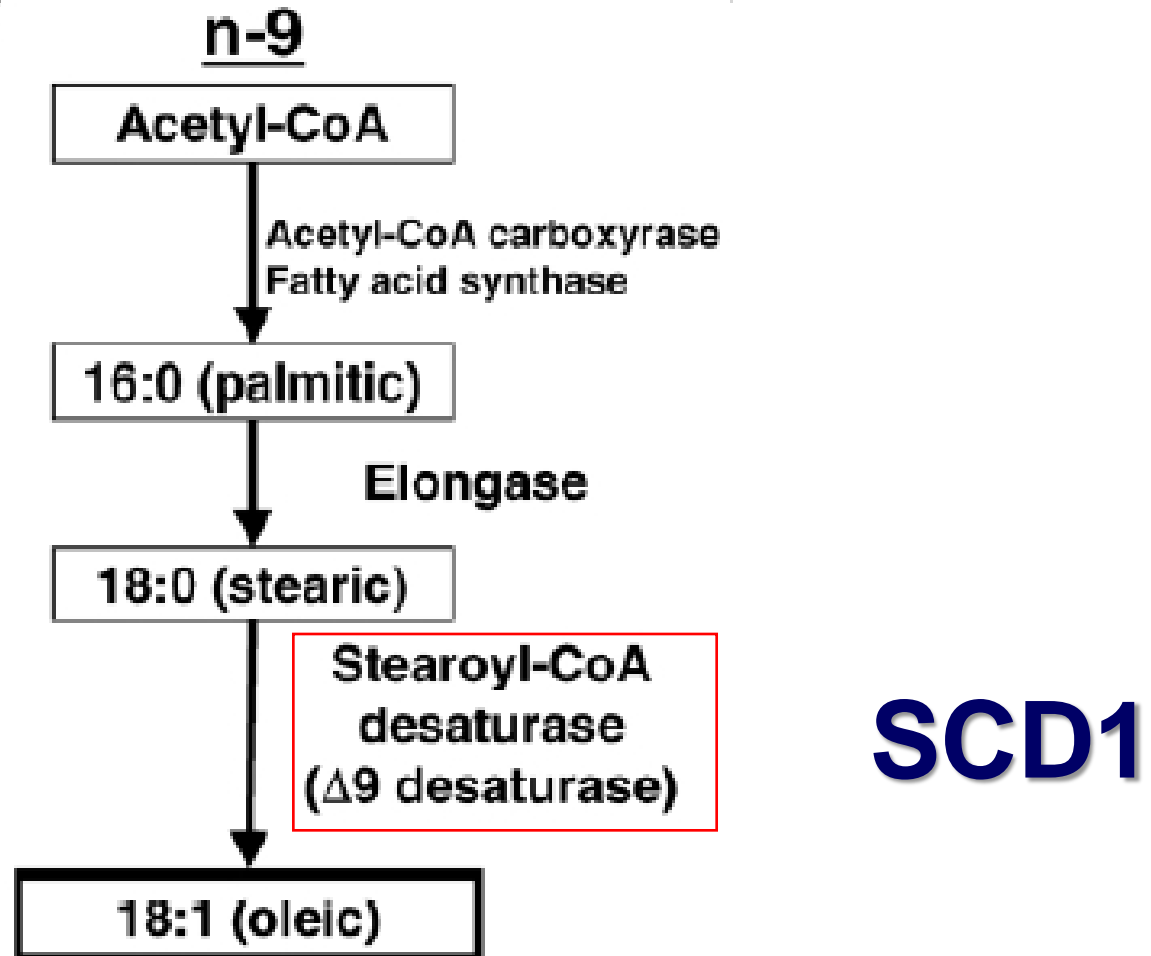 n-9
Acetyl-CoA
Acetyl-CoA carboxyrase
Fatty acid synthase
16:0 (palmitic)
Elongase
18:0 (stearic)
Stearoyl-CoA
desaturase
(Δ9 desaturase)
SCD1
18:1 (oleic)